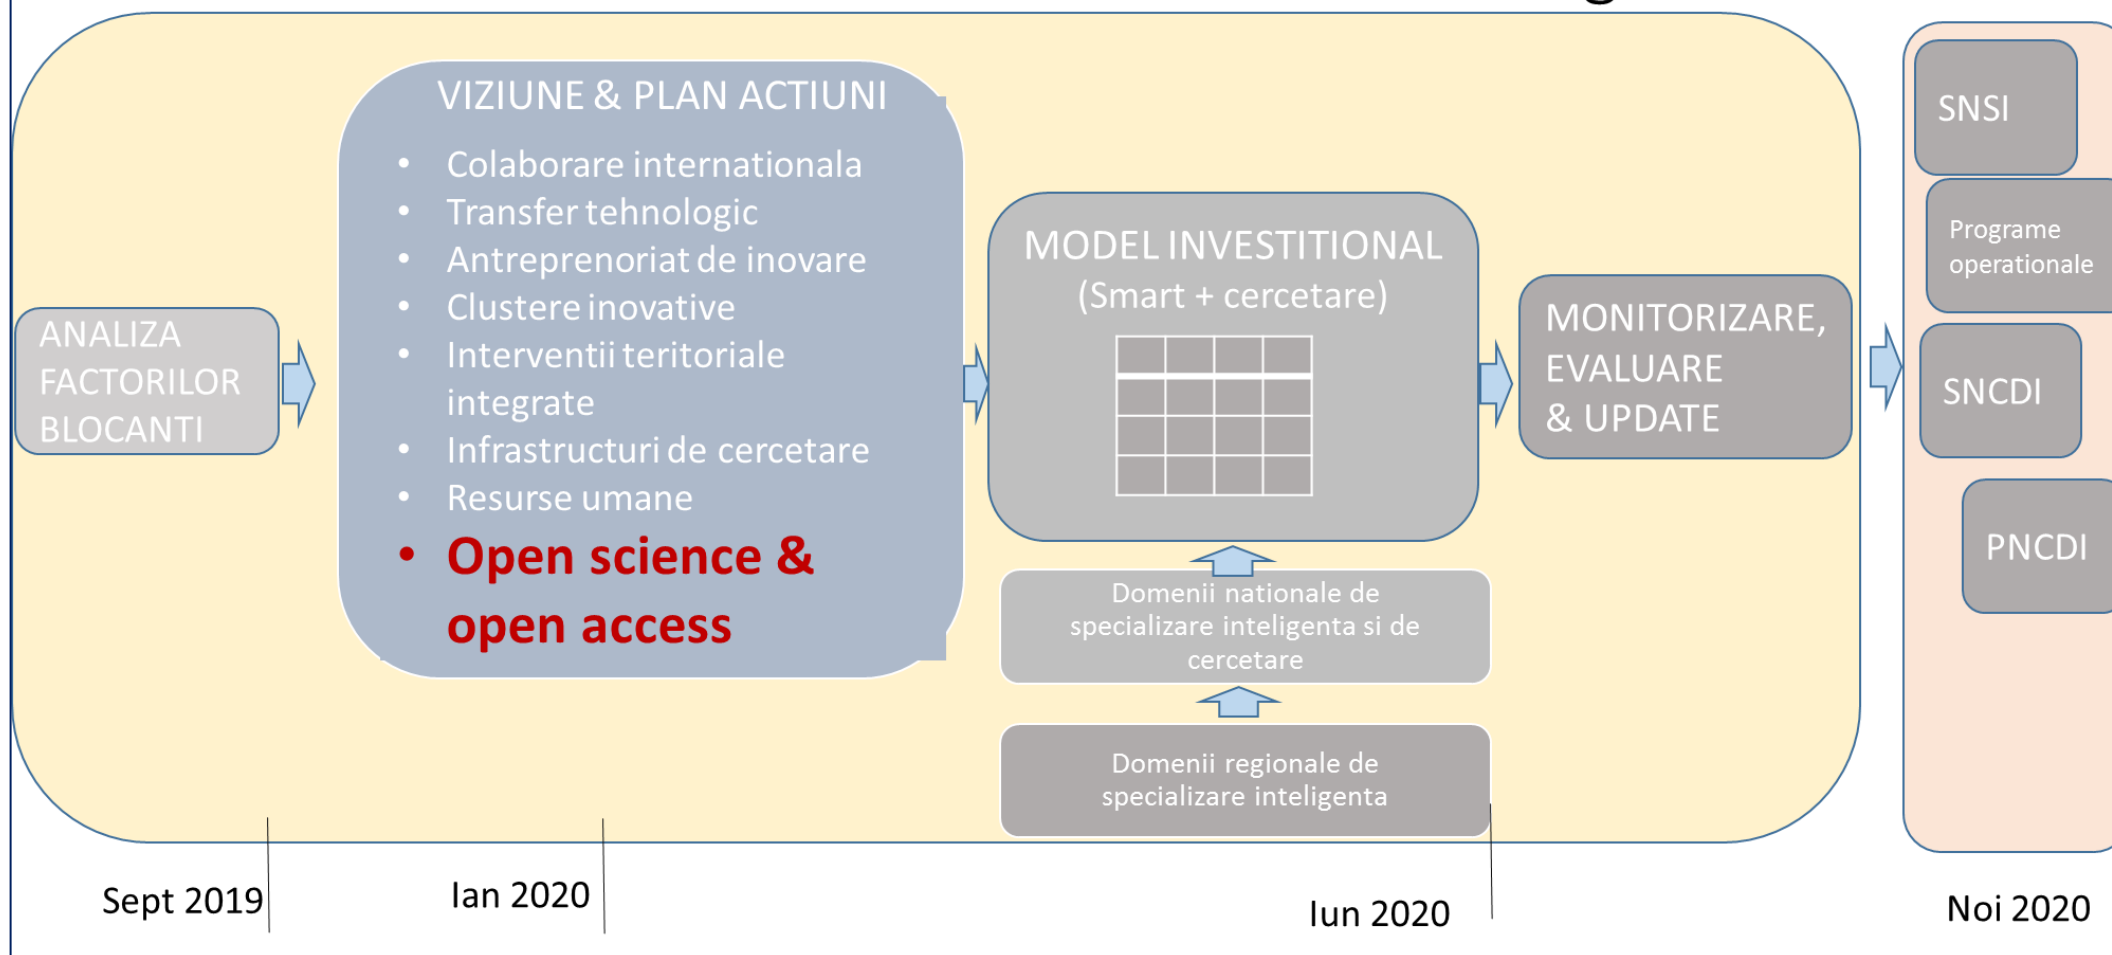 ANALIZA
FACTORILOR
BLOCANTI
VIZIUNE & PLAN ACTIUNI
• Colaborare internationala
• Transfer tehnologic
• Antreprenoriat de inovare
• Clustere inovative
• Interventii teritoriale
integrate
• Infrastructuri de cercetare
• Resurse umane
• Open science &
open access
MODEL INVESTITIONAL
(Smart + cercetare)
Domenii nationale de
specializare inteligenta si de
cercetare
Domenii regionale de
specializare inteligenta
MONITORIZARE,
EVALUARE
& UPDATE
SNSI
Programe
operationale
SNCDI
PNCDI
Sept 2019
Ian 2020
Iun 2020
Noi 2020